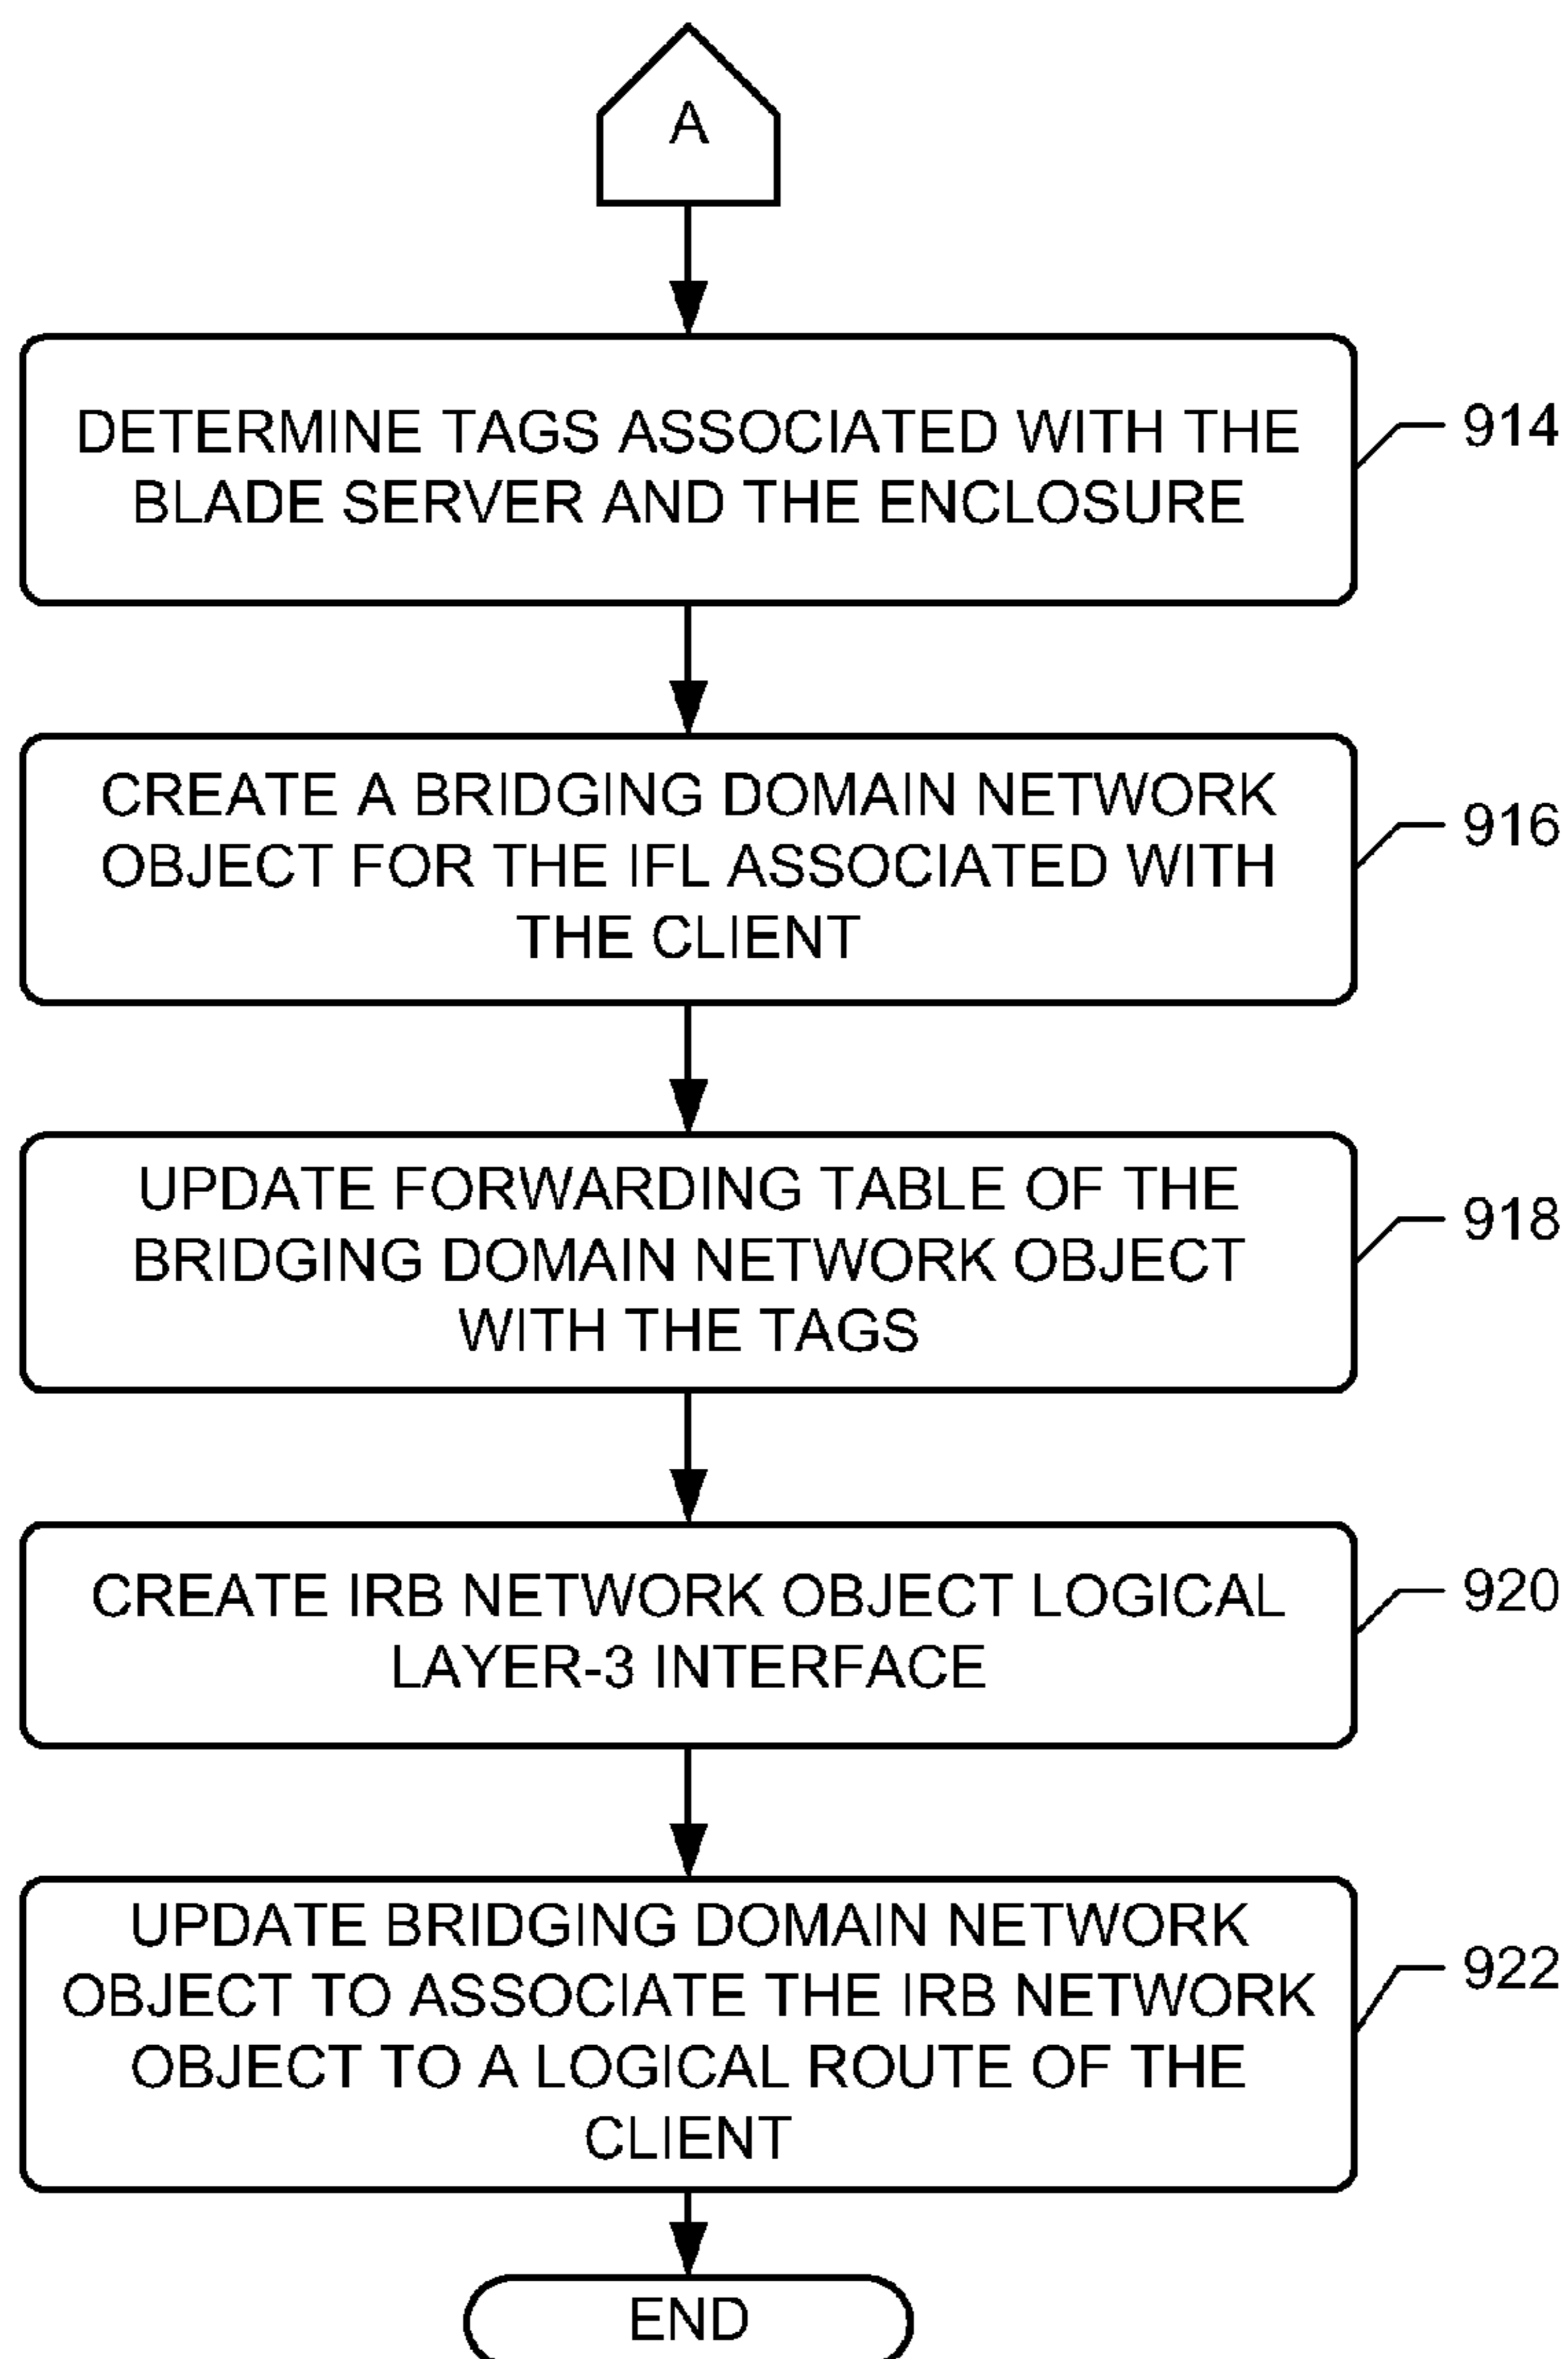 A
DETERMINE TAGS ASSOCIATED WITH THE
BLADE SERVER AND THE ENCLOSURE
914
CREATE A BRIDGING DOMAIN NETWORK
OBJECT FOR THE IFL ASSOCIATED WITH
THE CLIENT
916
UPDATE FORWARDING TABLE OF THE
BRIDGING DOMAIN NETWORK OBJECT
WITH THE TAGS
918
CREATE IRB NETWORK OBJECT LOGICAL
LAYER-3 INTERFACE
920
UPDATE BRIDGING DOMAIN NETWORK
OBJECT TO ASSOCIATE THE IRB NETWORK
OBJECT TO A LOGICAL ROUTE OF THE
CLIENT
922
END